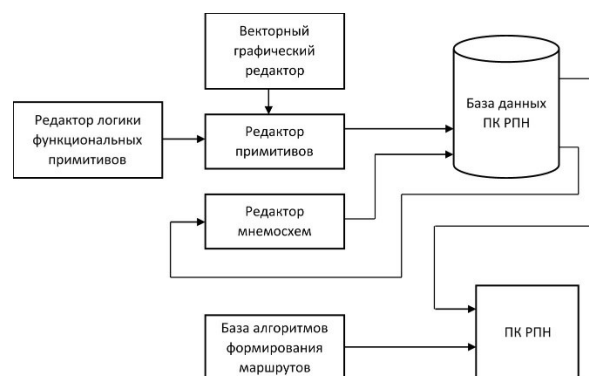 Векторный
графический
редактор
Редактор логики
функциональных
примитивов
Редактор
примитивов
База данных
ПК РПН
Редактор
мнемосхем
База алгоритмов
формирования
маршрутов
ПК РПН